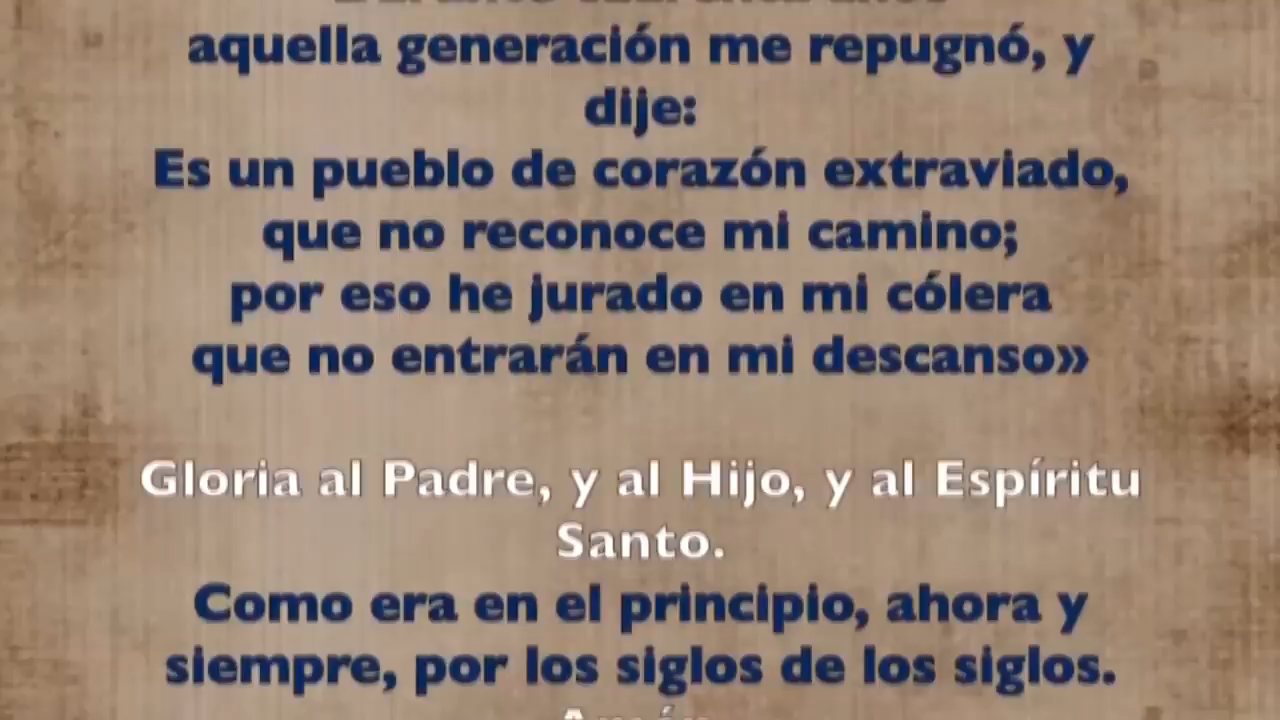 aquella generación me repugnó, y
dije:
Es un pueblo de corazón extraviado,
que no reconoce mi camino;
por eso he jurado en mi cólera
que no entrarán en mi descanso»
Gloria al Padre, y al Hijo, y al Espíritu
Santo.
Como era en el principio, ahora y
siempre, por los siglos de los siglos.